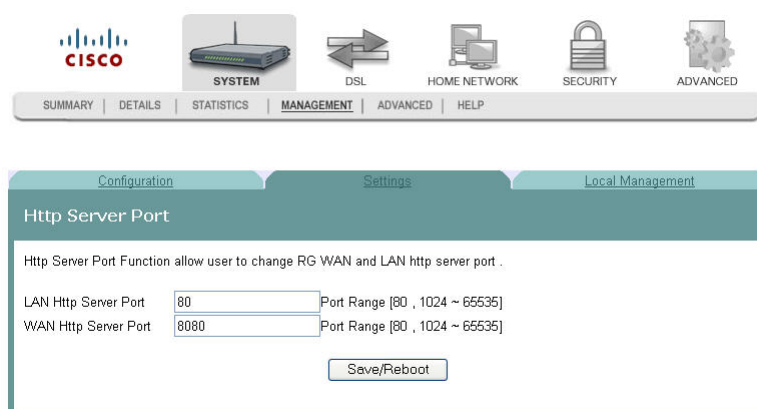 CISCO
SYSTEM
DSL
HOME NETWORK
SECURITY
ADVANCED
SUMMARY | DETAILS | STATISTICS | MANAGEMENT | ADVANCED | HELP
Configuration
Settings
Local Management
Http Server Port
Http Server Port Function allow user to change RG WAN and LAN http server port .
LAN Http Server Port 80 Port Range [80 , 1024 ~ 65535]
WAN Http Server Port 8080 Port Range [80 , 1024 ~ 65535]
Save/Reboot